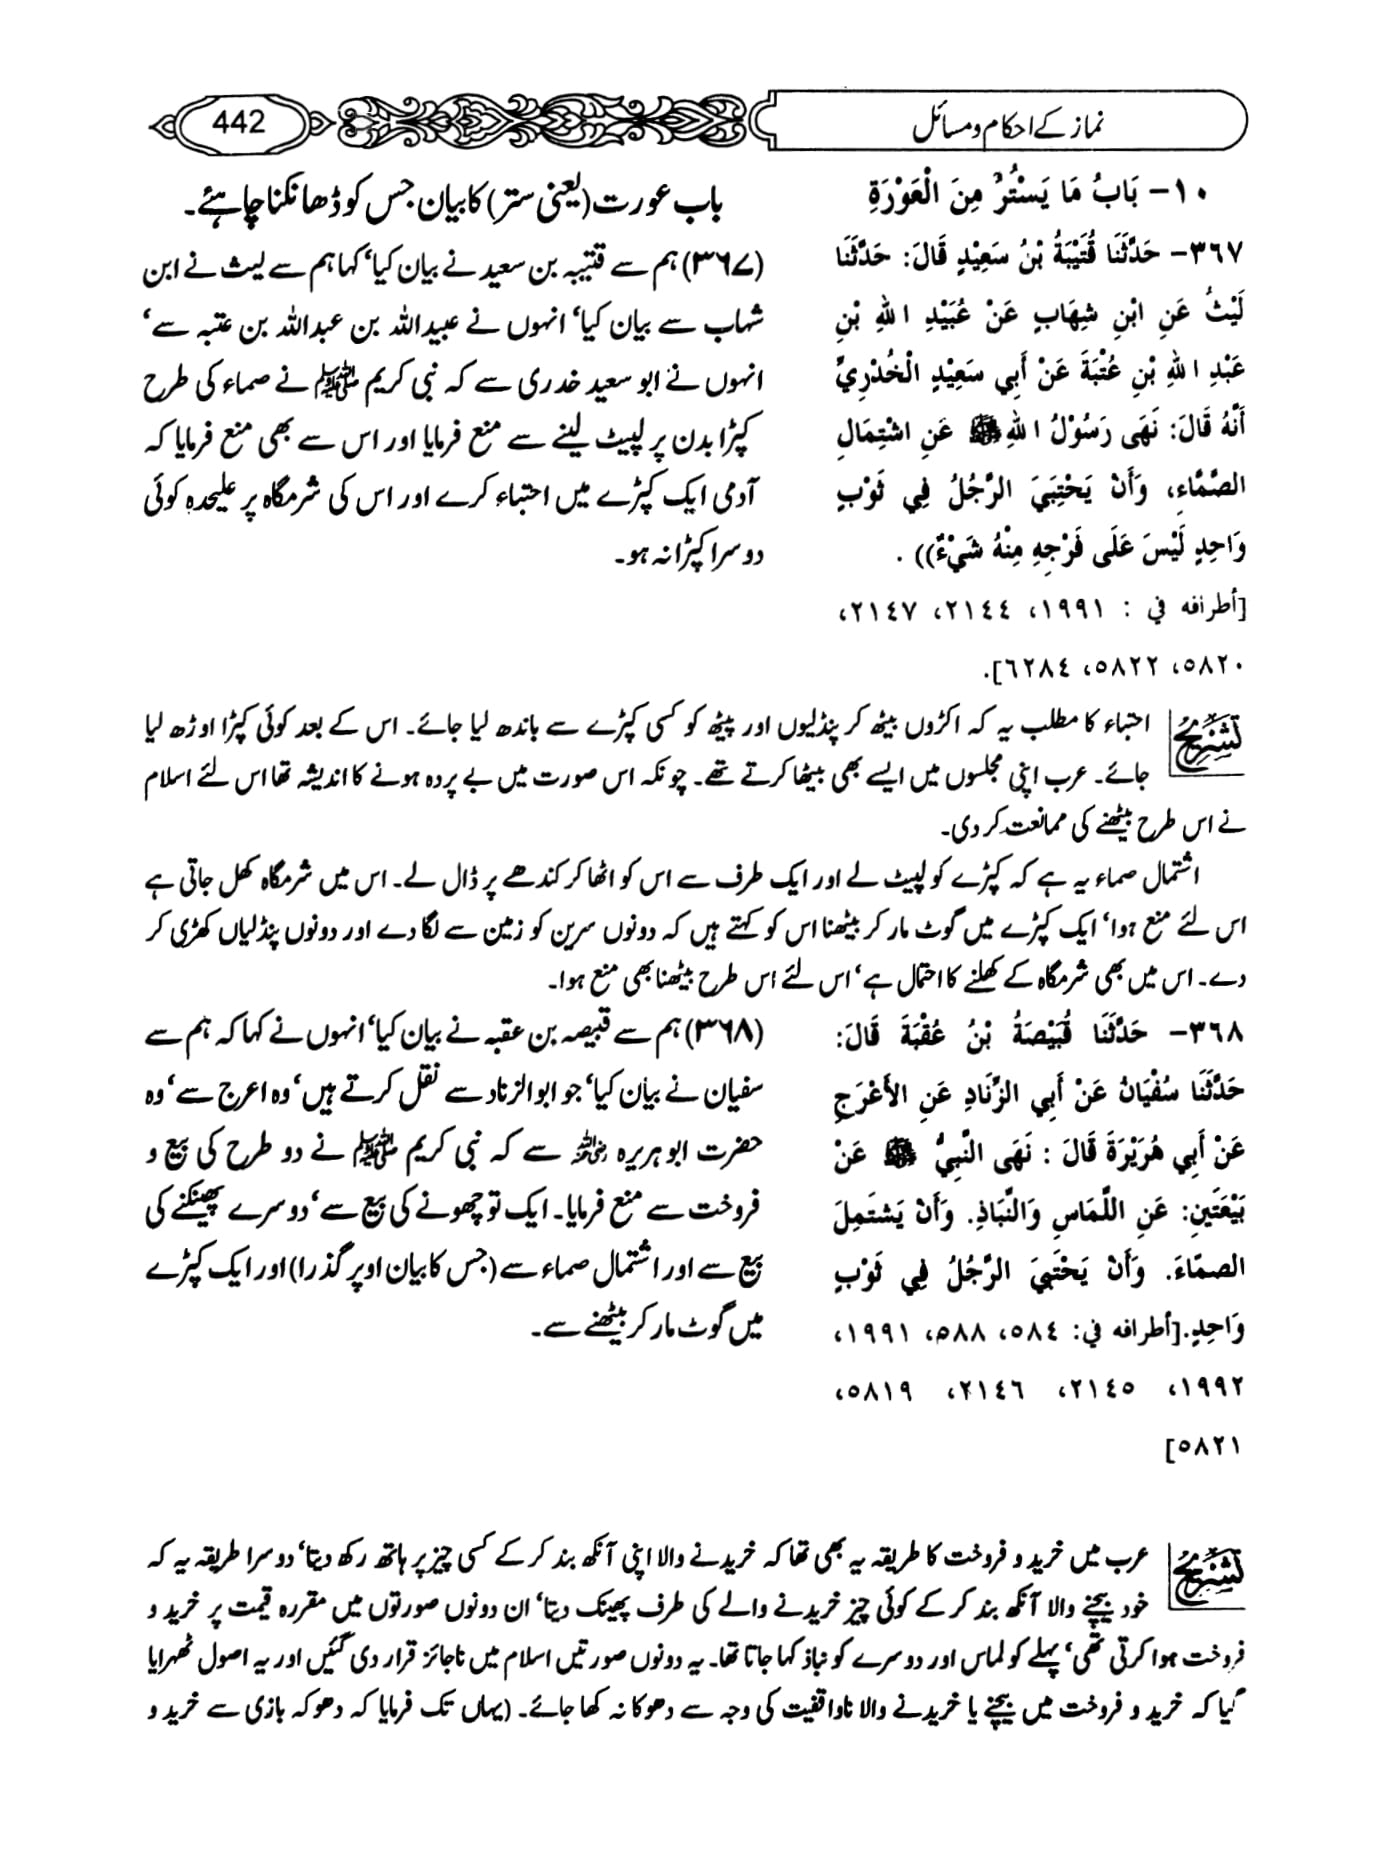 نماز کے احکام و مسائل
442
١٠- بَابُ مَا يَسْتُرُ مِنَ الْعَوْرَةِ
٣٦٧- حَدَّثَنَا قُتَيْبَةُ بْنُ سَعِيْدٍ قَالَ: حَدَّثَنَا
لَيْثٌ عَنِ ابْنِ شِهَابٍ عَنْ عُبَيْدِ اللهِ بْنِ
عَبْدِ اللهِ بْنِ عُتْبَةَ عَنْ أَبِي سَعِيْدٍ الْخُدْرِيِّ
أَنَّهُ قَالَ: نَهَى رَسُوْلُ اللهِ ﷺ عَنِ اشْتِمَالِ
الصَّمَّاءِ، وَأَنْ يَحْتَبِيَ الرَّجُلُ فِي ثَوْبٍ
وَاحِدٍ لَيْسَ عَلَى فَرْجِهِ مِنْهُ شَيْءٌ)) .
[أطرافه في : ١٩٩١، ٢١٤٤، ٢١٤٧،
٥٨٢٠، ٥٨٢٢، ٦٢٨٤].
باب عورت (یعنی ستر) کا بیان جس کو ڈھانکنا چاہئے۔
(۳۶۷) ہم سے قتیبہ بن سعید نے بیان کیا‘ کہا ہم سے لیث نے ابن
شہاب سے بیان کیا‘ انہوں نے عبیداللہ بن عبداللہ بن عتبہ سے‘
انہوں نے ابو سعید خدری سے کہ نبی کریم ﷺ نے صماء کی طرح
کپڑا بدن پر لپیٹ لینے سے منع فرمایا اور اس سے بھی منع فرمایا کہ
آدمی ایک کپڑے میں احتباء کرے اور اس کی شرمگاہ پر علیحدہ کوئی
دوسرا کپڑا نہ ہو۔
تشریح
احتباء کا مطلب یہ کہ اکڑوں بیٹھ کر پنڈلیوں اور پیٹھ کو کسی کپڑے سے باندھ لیا جائے۔ اس کے بعد کوئی کپڑا اوڑھ لیا
جائے۔ عرب اپنی مجلسوں میں ایسے بھی بیٹھا کرتے تھے۔ چونکہ اس صورت میں بے پردہ ہونے کا اندیشہ تھا اس لئے اسلام
نے اس طرح بیٹھنے کی ممانعت کر دی۔
اشتمال صماء یہ ہے کہ کپڑے کو لپیٹ لے اور ایک طرف سے اس کو اٹھا کر کندھے پر ڈال لے۔ اس میں شرمگاہ کھل جاتی ہے
اس لئے منع ہوا‘ ایک کپڑے میں گوٹ مار کر بیٹھنا اس کو کہتے ہیں کہ دونوں سرین کو زمین سے لگا دے اور دونوں پنڈلیاں کھڑی کر
دے۔ اس میں بھی شرمگاہ کے کھلنے کا احتمال ہے‘ اس لئے اس طرح بیٹھنا بھی منع ہوا۔
٣٦٨- حَدَّثَنَا قَبِيْصَةُ بْنُ عُقْبَةَ قَالَ:
حَدَّثَنَا سُفْيَانُ عَنْ أَبِي الزِّنَادِ عَنِ الأَعْرَجِ
عَنْ أَبِي هُرَيْرَةَ قَالَ : نَهَى النَّبِيُّ ﷺ عَنْ
بَيْعَتَينِ: عَنِ اللِّمَاسِ وَالنِّبَاذِ. وَأَنْ يَشتَمِلَ
الصمَّاءَ. وَأَنْ يَحْتَبِيَ الرَّجُلُ فِي ثَوْبٍ
وَاحِدٍ.[أطرافه في: ٥٨٤، ٥٨٨، ١٩٩١،
١٩٩٢، ٢١٤٥، ٢١٤٦، ٥٨١٩،
٥٨٢١]
(۳۶۸) ہم سے قبیصہ بن عقبہ نے بیان کیا‘ انہوں نے کہا کہ ہم سے
سفیان نے بیان کیا‘ جو ابوالزناد سے نقل کرتے ہیں‘ وہ اعرج سے‘ وہ
حضرت ابو ہریرہ رضی اللہ عنہ سے کہ نبی کریم ﷺ نے دو طرح کی بیع و
فروخت سے منع فرمایا۔ ایک تو چھونے کی بیع سے‘ دوسرے پھینکنے کی
بیع سے اور اشتمال صماء سے (جس کا بیان اوپر گذرا) اور ایک کپڑے
میں گوٹ مار کر بیٹھنے سے۔
تشریح
عرب میں خرید و فروخت کا طریقہ یہ بھی تھا کہ خریدنے والا اپنی آنکھ بند کر کے کسی چیز پر ہاتھ رکھ دیتا‘ دوسرا طریقہ یہ کہ
خود بیچنے والا آنکھ بند کر کے کوئی چیز خریدنے والے کی طرف پھینک دیتا‘ ان دونوں صورتوں میں مقررہ قیمت پر خرید و
فروخت ہوا کرتی تھی‘ پہلے کو لماس اور دوسرے کو نباذ کہا جاتا تھا۔ یہ دونوں صورتیں اسلام میں ناجائز قرار دی گئیں اور یہ اصول ٹھہرایا
گیا کہ خرید و فروخت میں بیچنے یا خریدنے والا ناواقفیت کی وجہ سے دھوکا نہ کھا جائے۔ (یہاں تک فرمایا کہ دھوکہ بازی سے خرید و